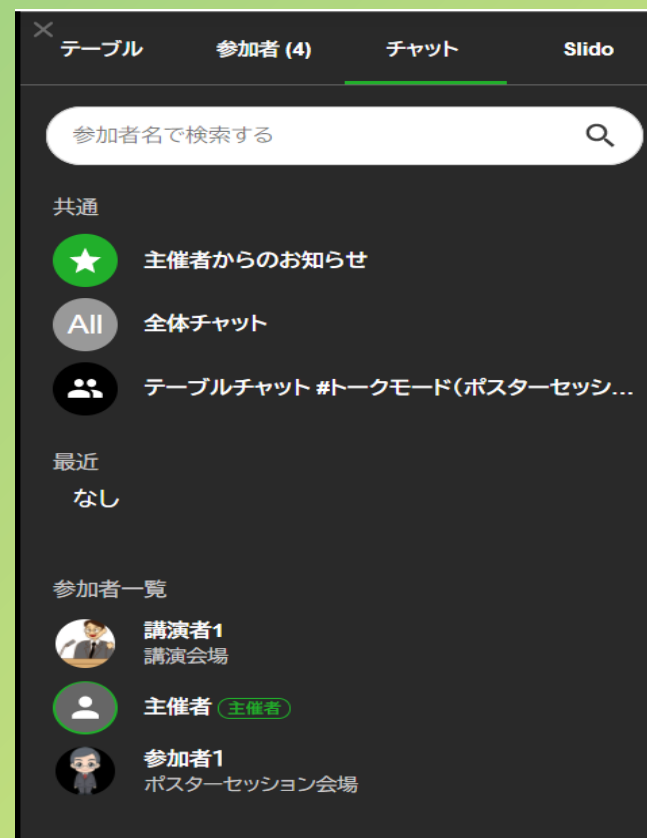 テーブル 参加者 (4) チャット Slido
参加者名で検索する
共通
主催者からのお知らせ
All 全体チャット
テーブルチャット #トークモード（ポスターセッシ...
最近
なし
参加者一覧
講演者1
講演会場
主催者 主催者
参加者1
ポスターセッション会場